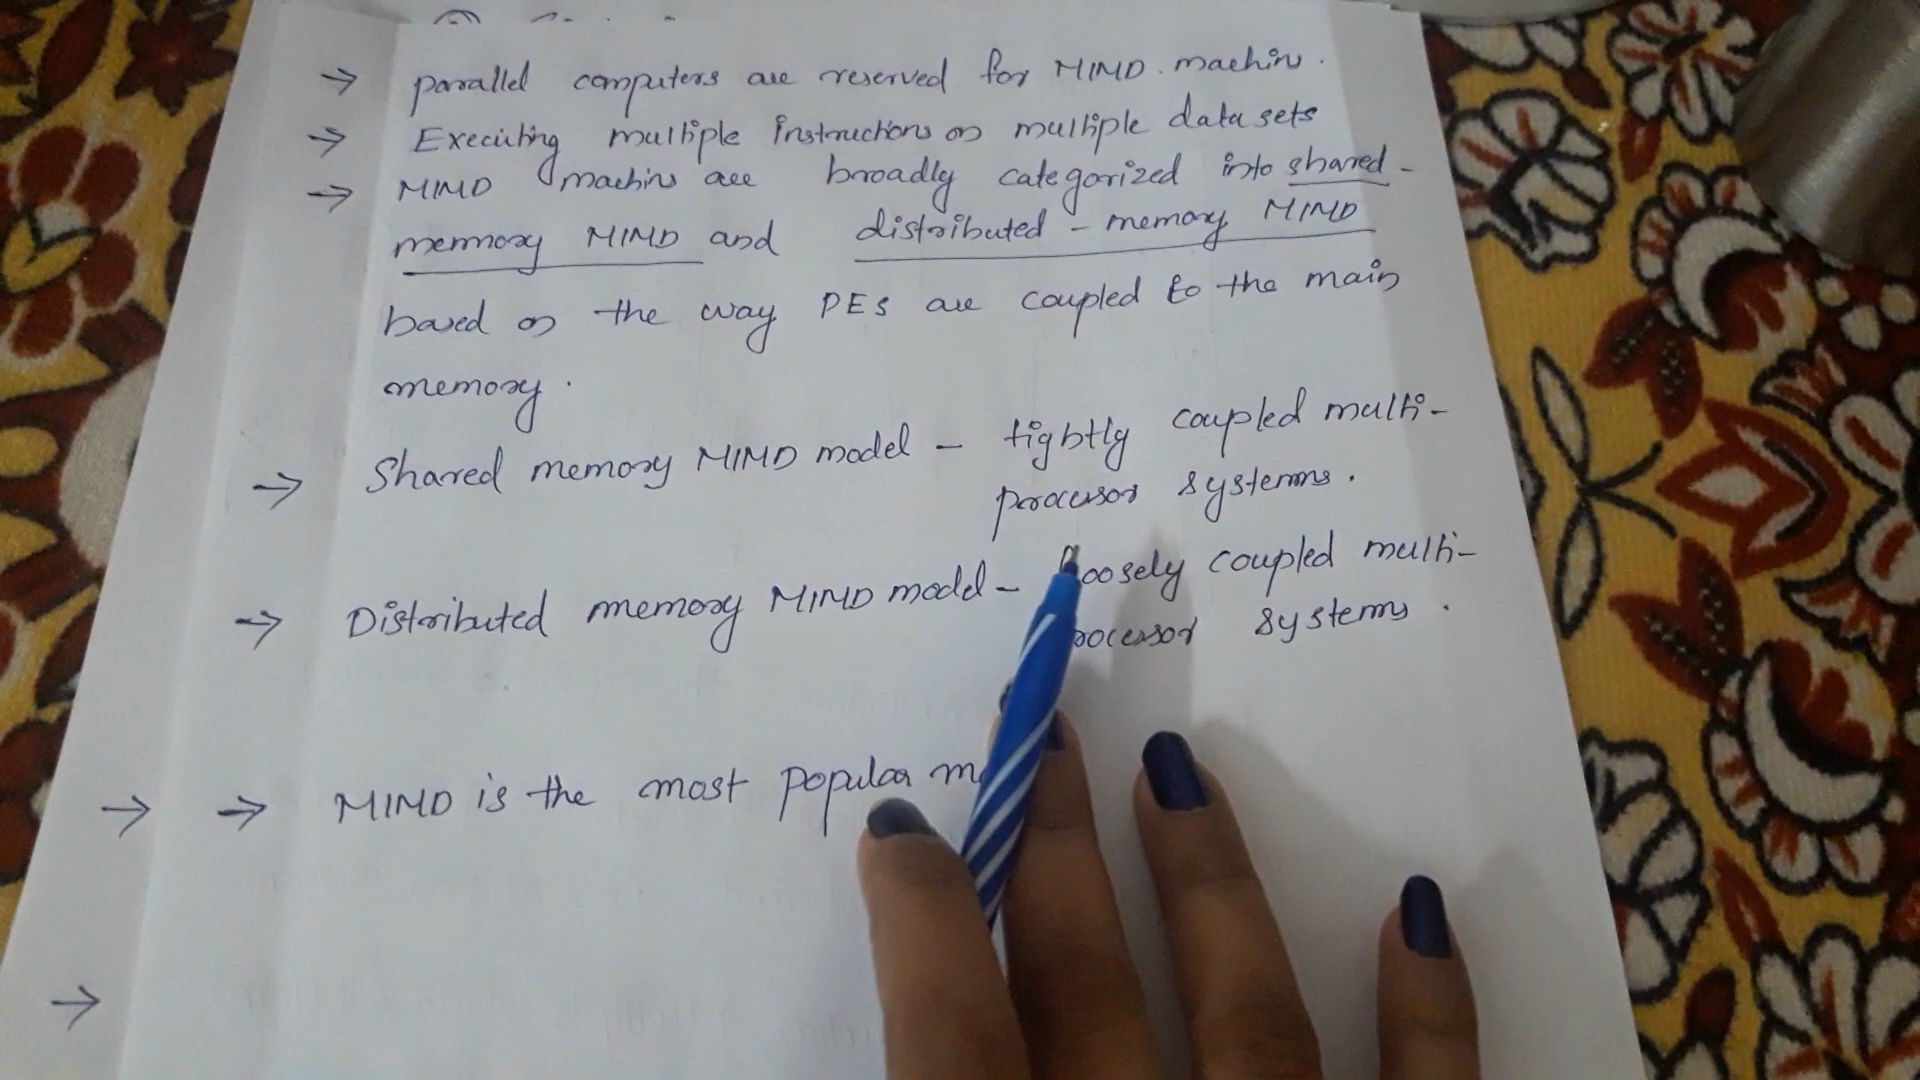 → parallel computers are reserved for MIMD machine.
→ Executing multiple instructions on multiple data sets
→ MIMD machines are broadly categorized into shared-
memory MIMD and distributed-memory MIMD
based on the way PEs are coupled to the main
memory.
→ Shared memory MIMD model - tightly coupled multi-
processor systems.
→ Distributed memory MIMD model - loosely coupled multi-
processor systems.
→ → MIMD is the most popular
→